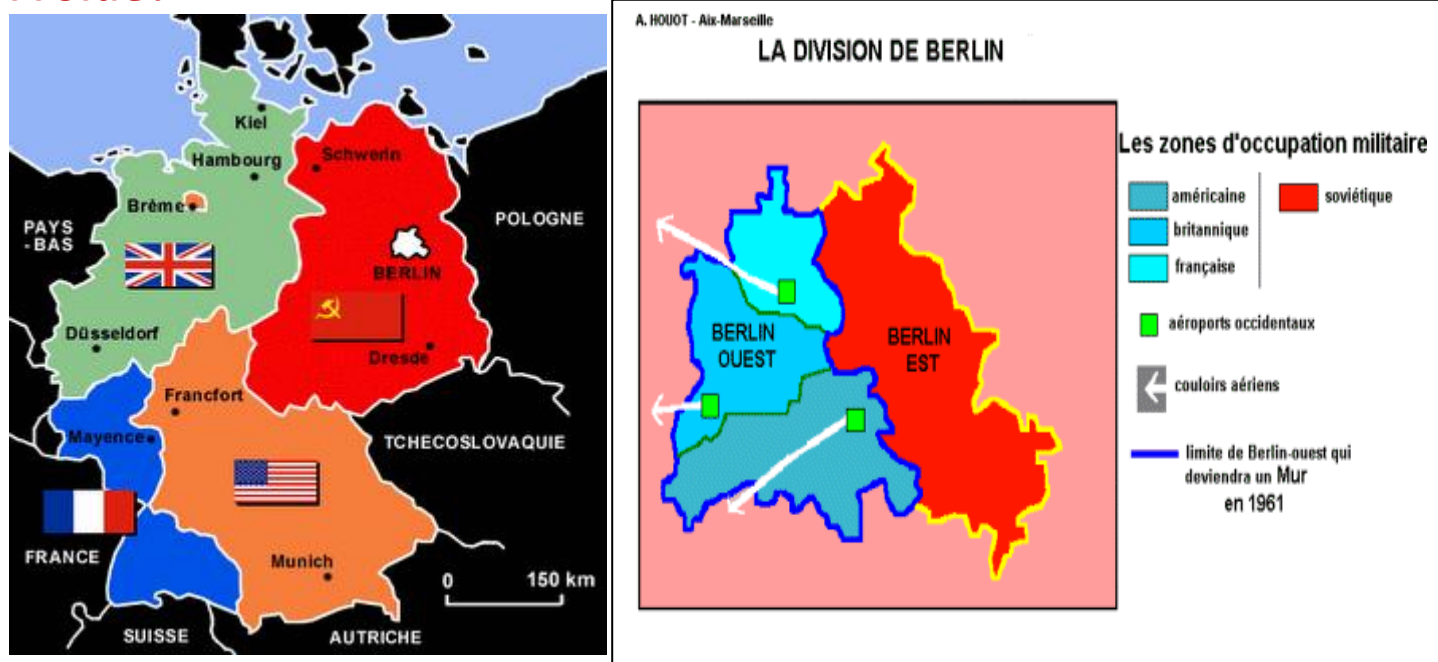 Kiel
Hambourg
Schwerin
Brême
PAYS
- BAS
POLOGNE
BERLIN
Düsseldorf
Dresde
Francfort
Mayence
TCHECOSLOVAQUIE
FRANCE
Munich
0 150 km
SUISSE
AUTRICHE
A. HOUOT - Aix-Marseille
LA DIVISION DE BERLIN
BERLIN
OUEST
BERLIN
EST
Les zones d'occupation militaire
américaine
soviétique
britannique
française
aéroports occidentaux
couloirs aériens
limite de Berlin-ouest qui
deviendra un Mur
en 1961